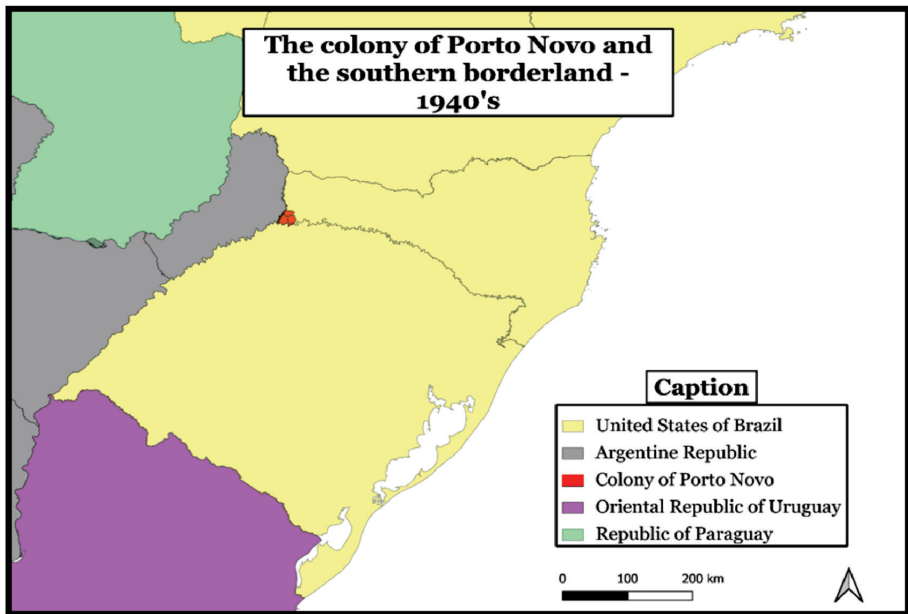 The colony of Porto Novo and
the southern borderland -
1940's
Caption
United States of Brazil
Argentine Republic
Colony of Porto Novo
Oriental Republic of Uruguay
Republic of Paraguay
0 100 200 km